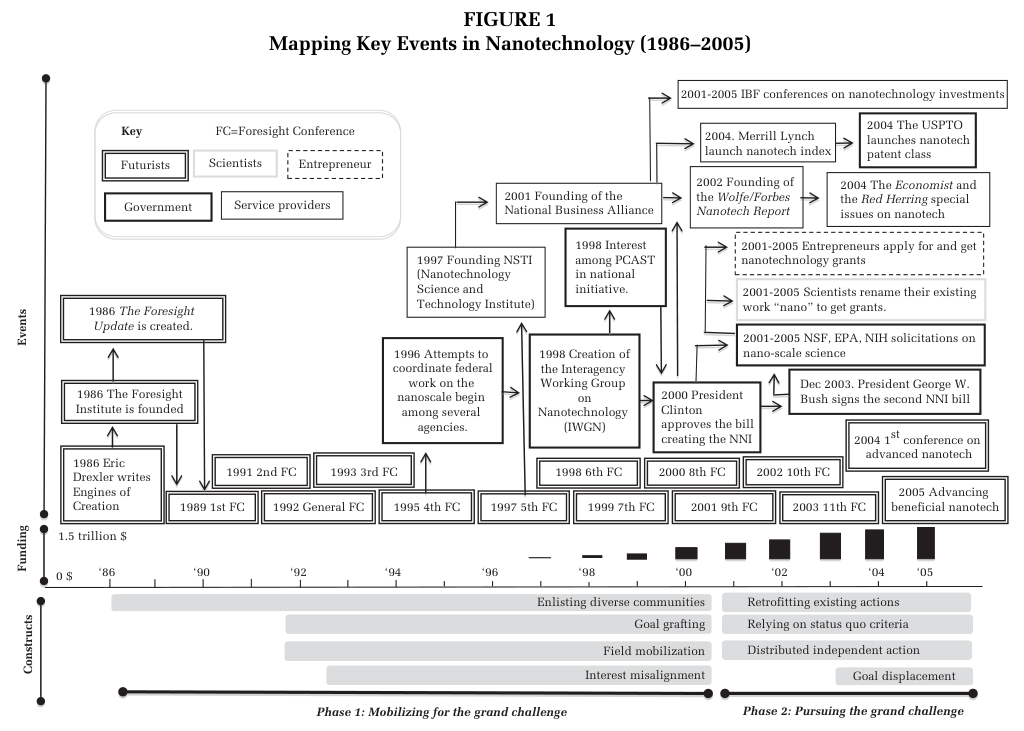 FIGURE 1
Mapping Key Events in Nanotechnology (1986–2005)
Events
Key
FC=Foresight Conference
Futurists
Scientists
Entrepreneur
Government
Service providers
2001-2005 IBF conferences on nanotechnology investments
2004. Merrill Lynch
launch nanotech index
2004 The USPTO
launches nanotech
patent class
2001 Founding of the
National Business Alliance
2002 Founding of
the Wolfe/Forbes
Nanotech Report
2004 The Economist and
the Red Herring special
issues on nanotech
1997 Founding NSTI
(Nanotechnology
Science and
Technology Institute)
1998 Interest
among PCAST
in national
initiative.
2001-2005 Entrepreneurs apply for and get
nanotechnology grants
2001-2005 Scientists rename their existing
work “nano” to get grants.
2001-2005 NSF, EPA, NIH solicitations on
nano-scale science
1986 The Foresight
Update is created.
1986 The Foresight
Institute is founded
1986 Eric
Drexler writes
Engines of
Creation
1996 Attempts to
coordinate federal
work on the
nanoscale begin
among several
agencies.
1998 Creation of
the Interagency
Working Group
on
Nanotechnology
(IWGN)
2000 President
Clinton
approves the bill
creating the NNI
Dec 2003. President George W.
Bush signs the second NNI bill
2004 1st conference on
advanced nanotech
1991 2nd FC
1993 3rd FC
1998 6th FC
2000 8th FC
2002 10th FC
1989 1st FC
1992 General FC
1995 4th FC
1997 5th FC
1999 7th FC
2001 9th FC
2003 11th FC
2005 Advancing
beneficial nanotech
Funding
1.5 trillion $
0 $
‘86
‘90
‘92
‘94
‘96
‘98
‘00
‘02
‘04
‘05
Constructs
Enlisting diverse communities
Retrofitting existing actions
Goal grafting
Relying on status quo criteria
Field mobilization
Distributed independent action
Interest misalignment
Goal displacement
Phase 1: Mobilizing for the grand challenge
Phase 2: Pursuing the grand challenge